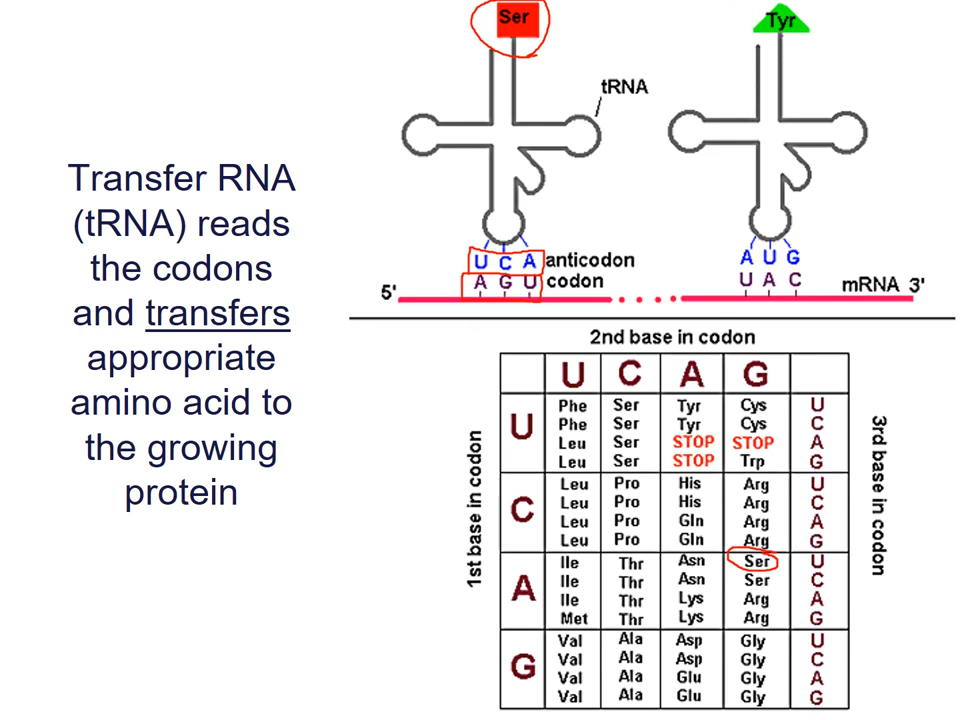 Transfer RNA
(tRNA) reads
the codons
and transfers
appropriate
amino acid to
the growing
protein
Ser
Tyr
tRNA
U C A anticodon
A G U codon
A U G
U A C
5'
mRNA 3'
2nd base in codon
U C A G
1st base in codon
3rd base in codon
U
Phe Ser Tyr Cys U
Phe Ser Tyr Cys C
Leu Ser STOP STOP A
Leu Ser STOP Trp G
C
Leu Pro His Arg U
Leu Pro His Arg C
Leu Pro Gln Arg A
Leu Pro Gln Arg G
A
Ile Thr Asn Ser U
Ile Thr Asn Ser C
Ile Thr Lys Arg A
Met Thr Lys Arg G
G
Val Ala Asp Gly U
Val Ala Asp Gly C
Val Ala Glu Gly A
Val Ala Glu Gly G